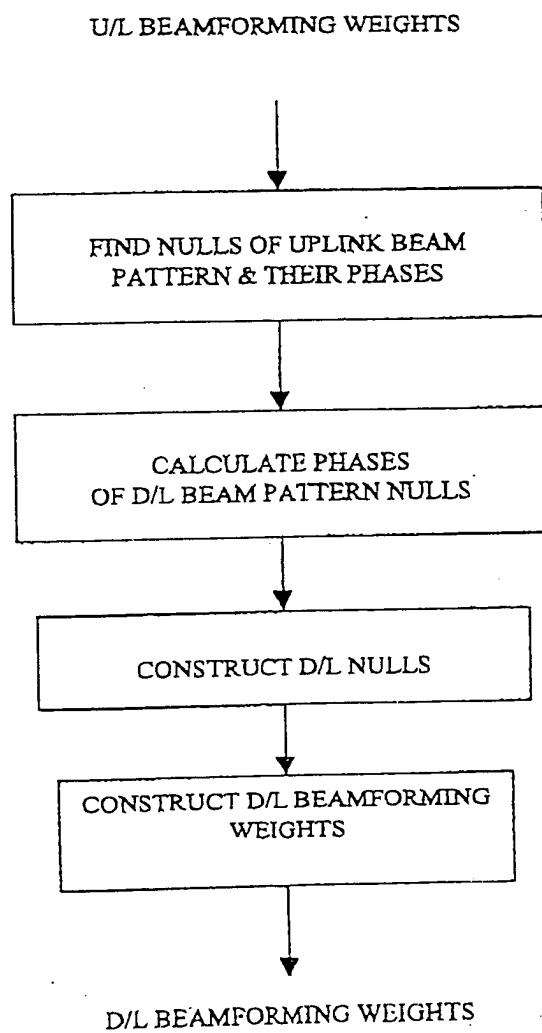 U/L BEAMFORMING WEIGHTS
FIND NULLS OF UPLINK BEAM
PATTERN & THEIR PHASES
CALCULATE PHASES
OF D/L BEAM PATTERN NULLS
CONSTRUCT D/L NULLS
CONSTRUCT D/L BEAMFORMING
WEIGHTS
D/L BEAMFORMING WEIGHTS